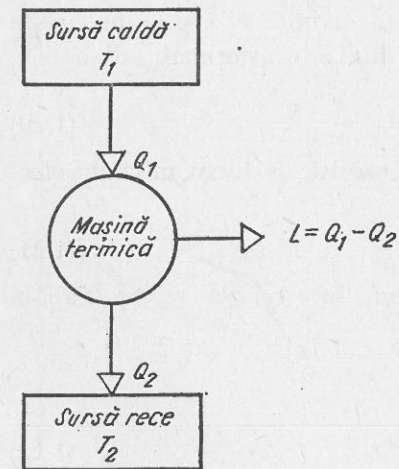 Sursă caldă
T₁
Q₁
Mașină
termică
L = Q₁ − Q₂
Q₂
Sursă rece
T₂